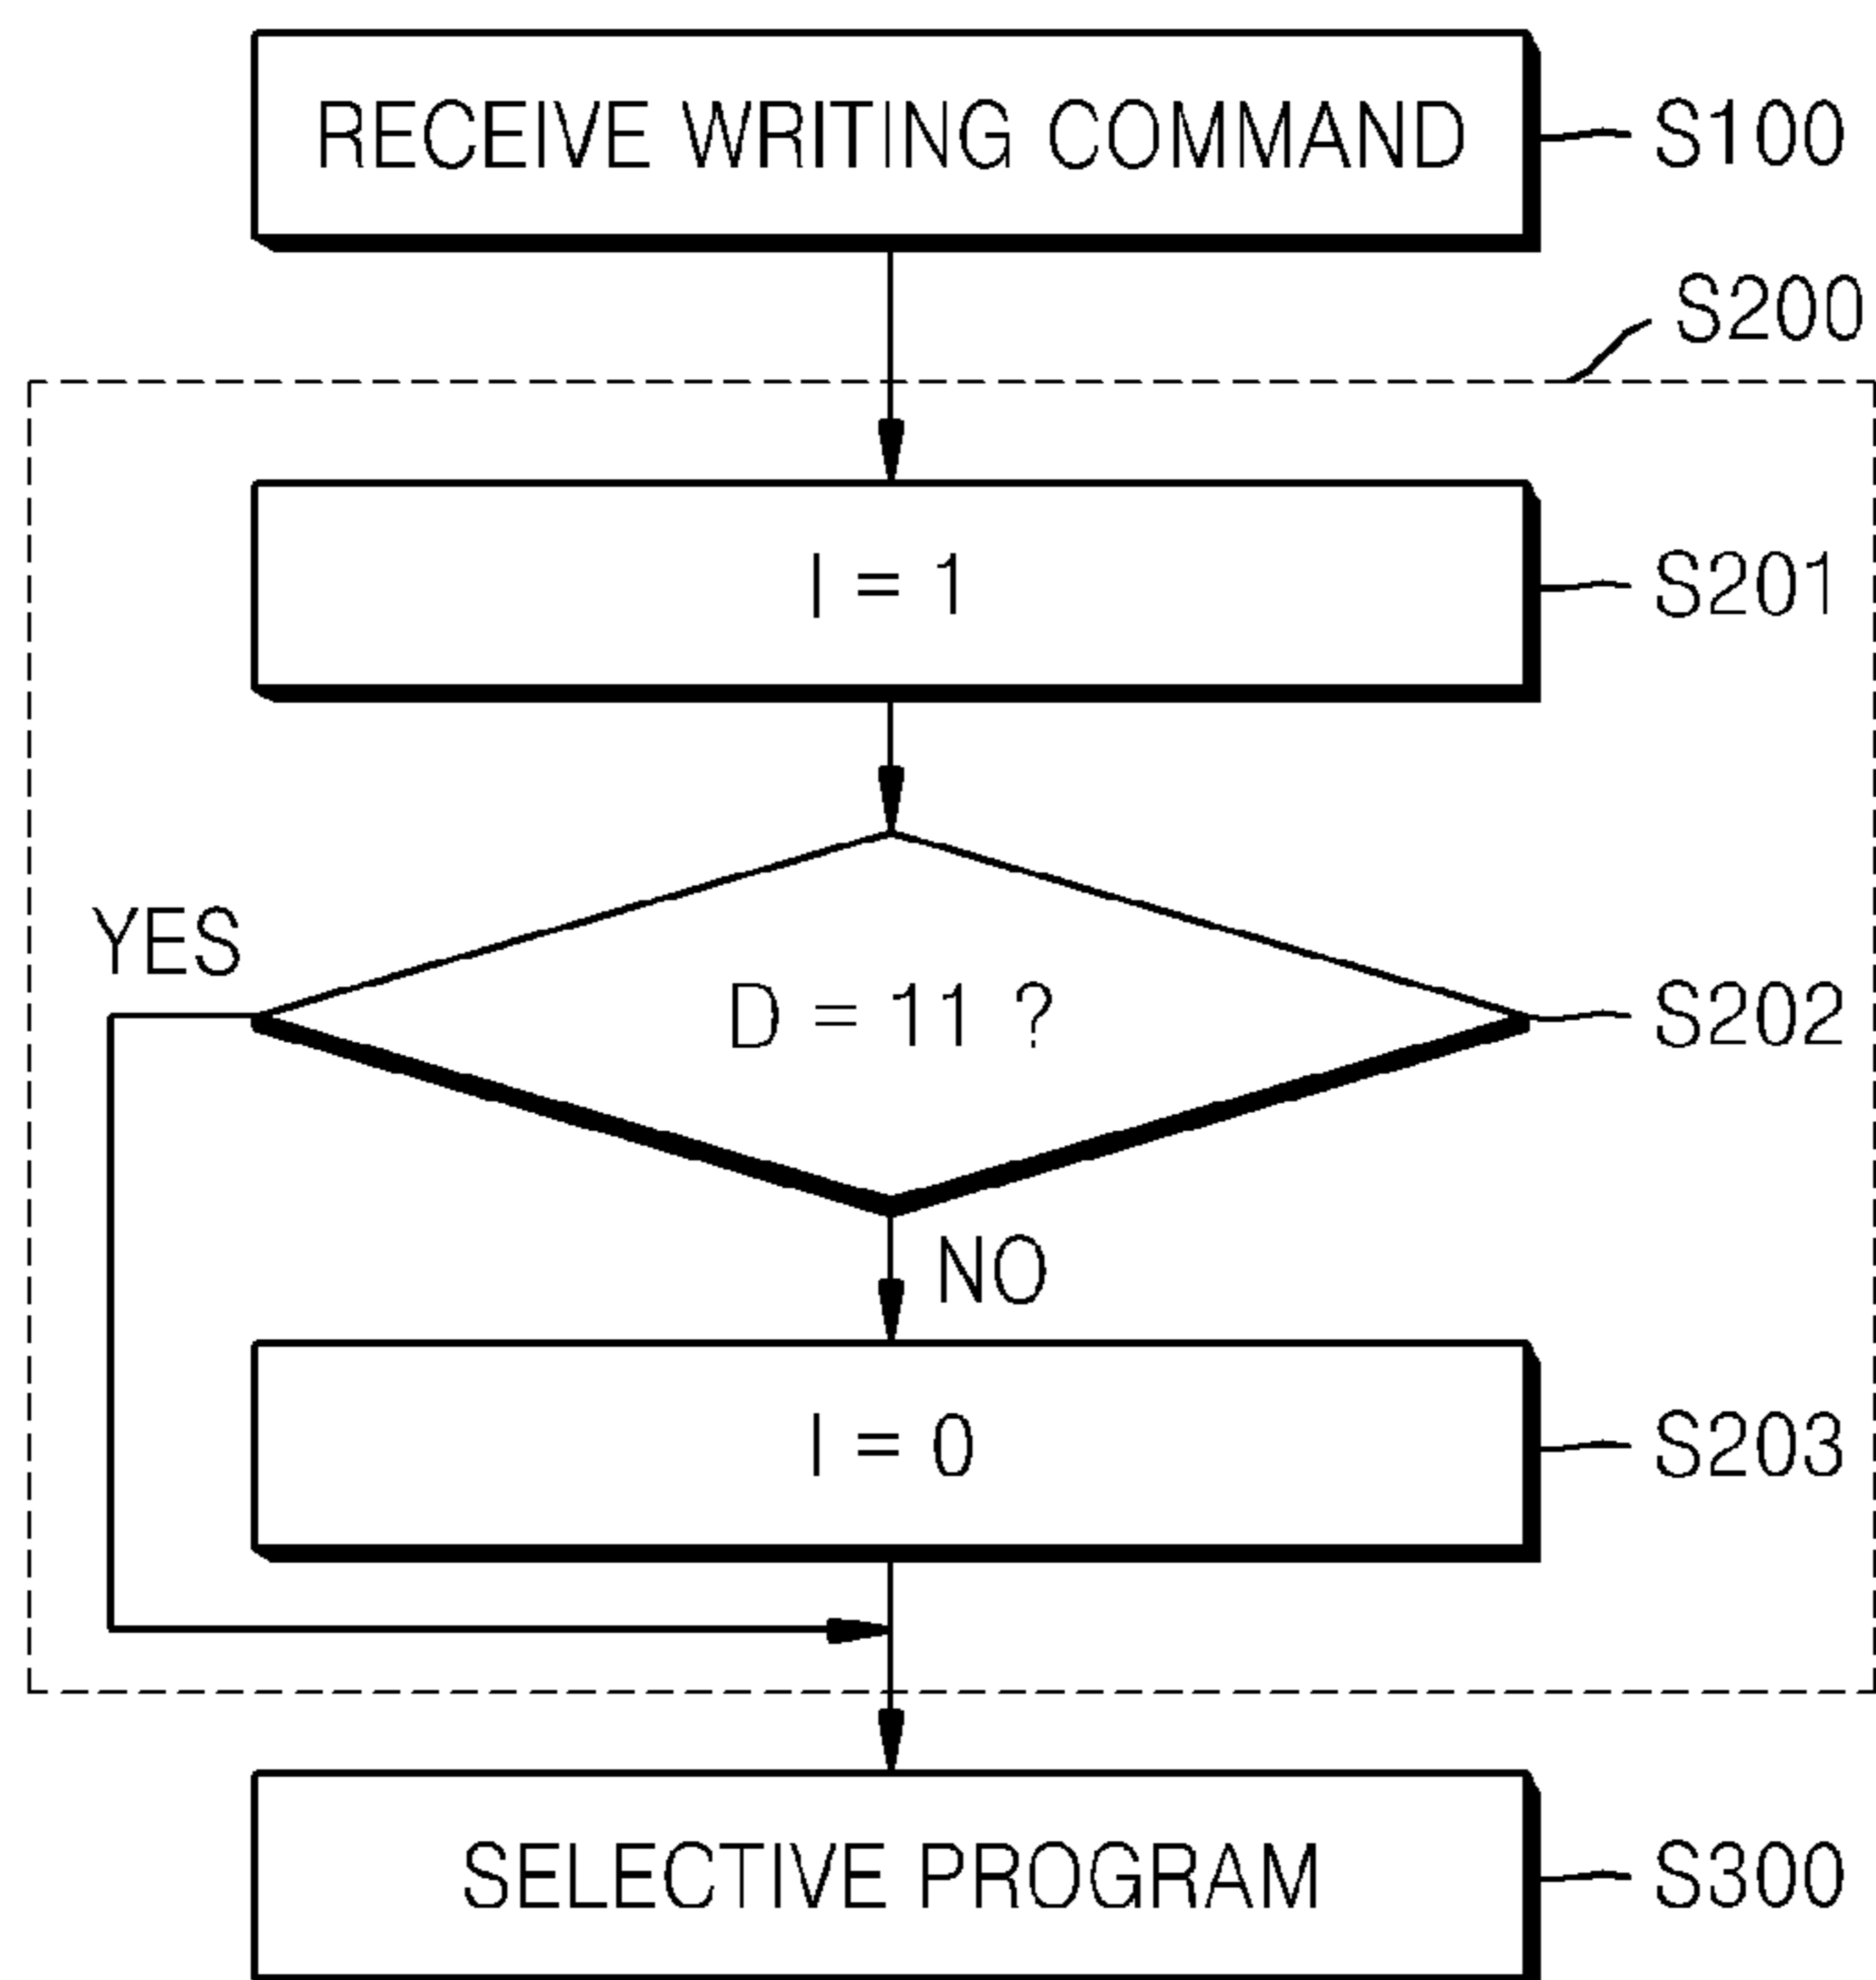 RECEIVE WRITING COMMAND
S100
S200
I = 1
S201
YES
D = 11 ?
S202
NO
I = 0
S203
SELECTIVE PROGRAM
S300